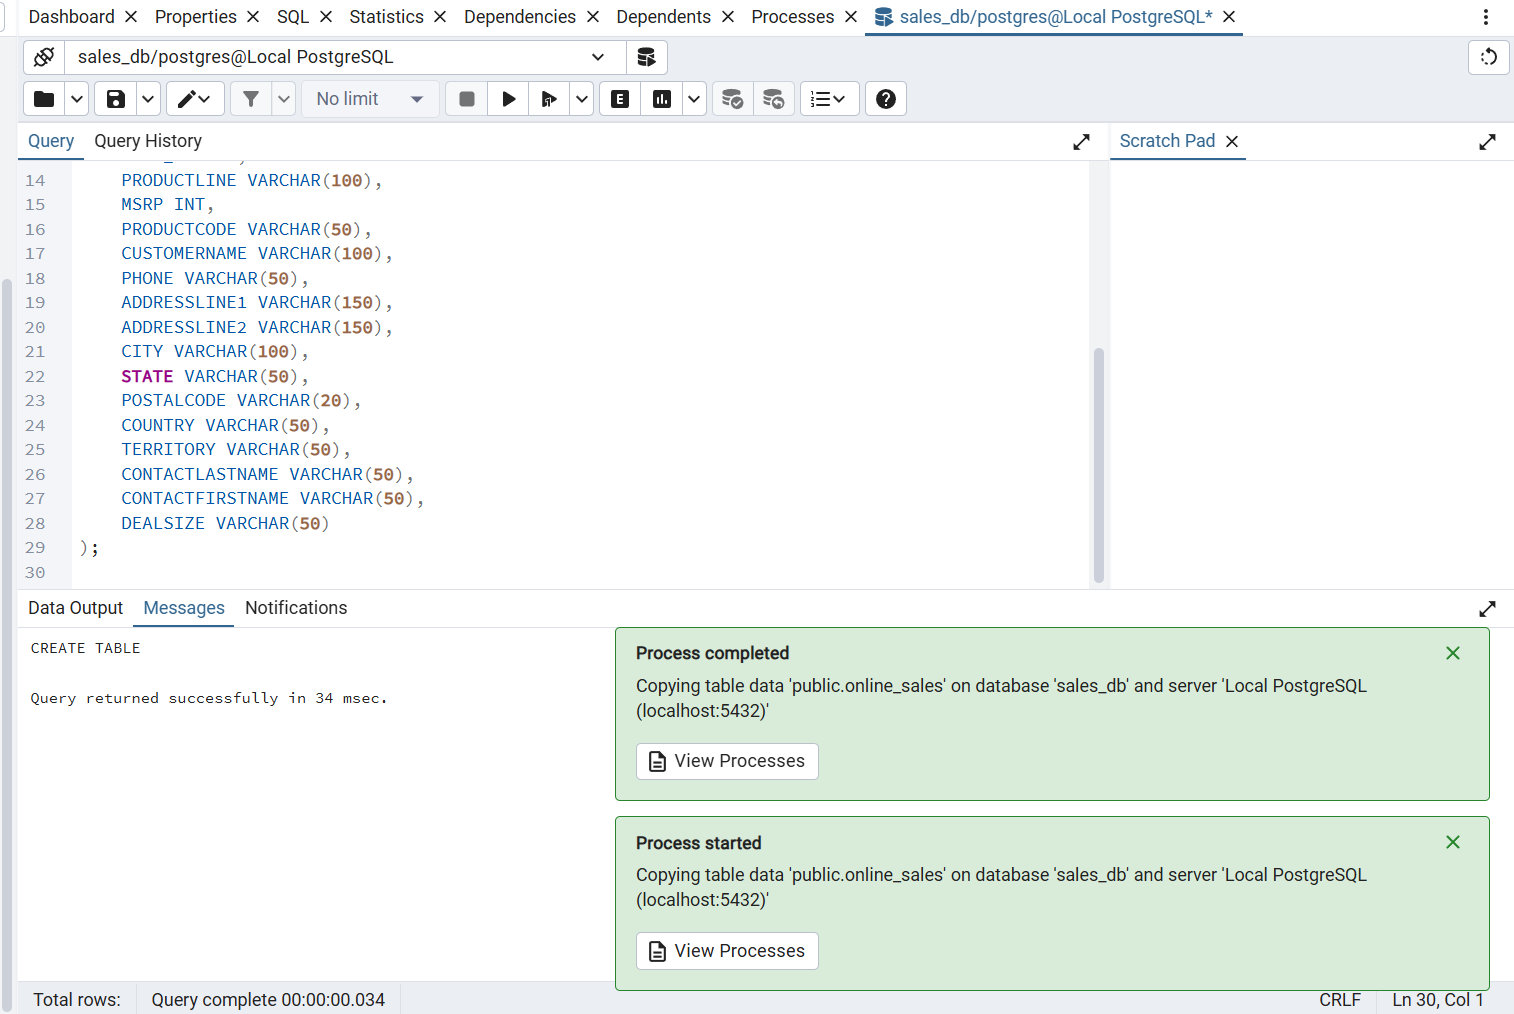 Dashboard Properties SQL Statistics Dependencies Dependents Processes sales_db/postgres@Local PostgreSQL*
sales_db/postgres@Local PostgreSQL
No limit
Query Query History
Scratch Pad
14 PRODUCTLINE VARCHAR(100),
15 MSRP INT,
16 PRODUCTCODE VARCHAR(50),
17 CUSTOMERNAME VARCHAR(100),
18 PHONE VARCHAR(50),
19 ADDRESSLINE1 VARCHAR(150),
20 ADDRESSLINE2 VARCHAR(150),
21 CITY VARCHAR(100),
22 STATE VARCHAR(50),
23 POSTALCODE VARCHAR(20),
24 COUNTRY VARCHAR(50),
25 TERRITORY VARCHAR(50),
26 CONTACTLASTNAME VARCHAR(50),
27 CONTACTFIRSTNAME VARCHAR(50),
28 DEALSIZE VARCHAR(50)
29 );
30
Data Output Messages Notifications
CREATE TABLE
Query returned successfully in 34 msec.
Process completed
Copying table data 'public.online_sales' on database 'sales_db' and server 'Local PostgreSQL
(localhost:5432)'
View Processes
Process started
Copying table data 'public.online_sales' on database 'sales_db' and server 'Local PostgreSQL
(localhost:5432)'
View Processes
Total rows: Query complete 00:00:00.034 CRLF Ln 30, Col 1